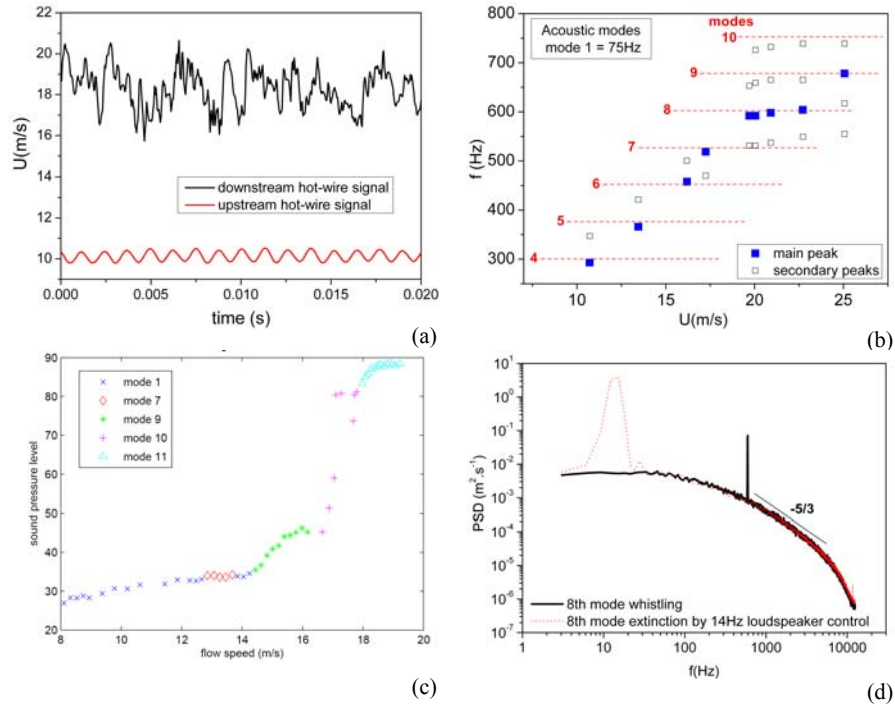 22
20
18
16
14
12
10
8
U(m/s)
downstream hot-wire signal
upstream hot-wire signal
0.000 0.005 0.010 0.015 0.020
time (s)
(a)
800
700
600
500
400
300
f (Hz)
Acoustic modes
mode 1 = 75Hz
modes
10
9
8
7
6
5
4
main peak
secondary peaks
10 15 20 25
U(m/s)
(b)
90
80
70
60
50
40
30
20
sound pressure level
mode 1
mode 7
mode 9
mode 10
mode 11
8 10 12 14 16 18 20
flow speed (m/s)
(c)
10¹
10⁰
10⁻¹
10⁻²
10⁻³
10⁻⁴
10⁻⁵
10⁻⁶
10⁻⁷
PSD (m².s⁻¹)
-5/3
8th mode whistling
8th mode extinction by 14Hz loudspeaker control
1 10 100 1000 10000
f(Hz)
(d)